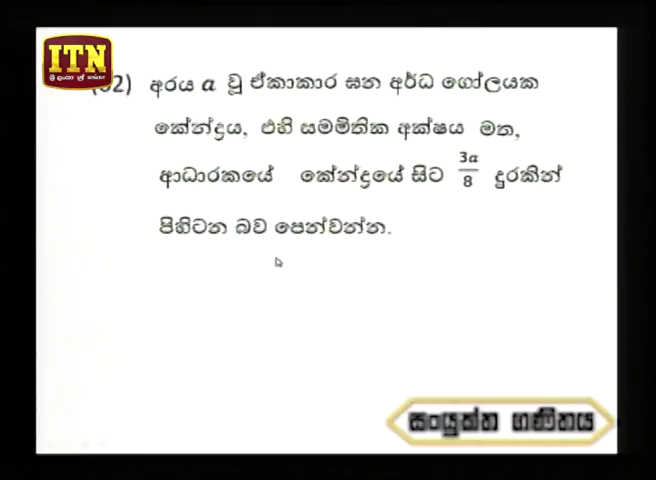 ITN
(02) අරය a වූ ඒකාකාර ඝන අර්ධ ගෝලයක
කේන්ද්‍රය, එහි සමමිතික අක්ෂය මත,
ආධාරකයේ කේන්ද්‍රයේ සිට 3a/8 දුරකින්
පිහිටන බව පෙන්වන්න.
සංයුක්ත ගණිතය